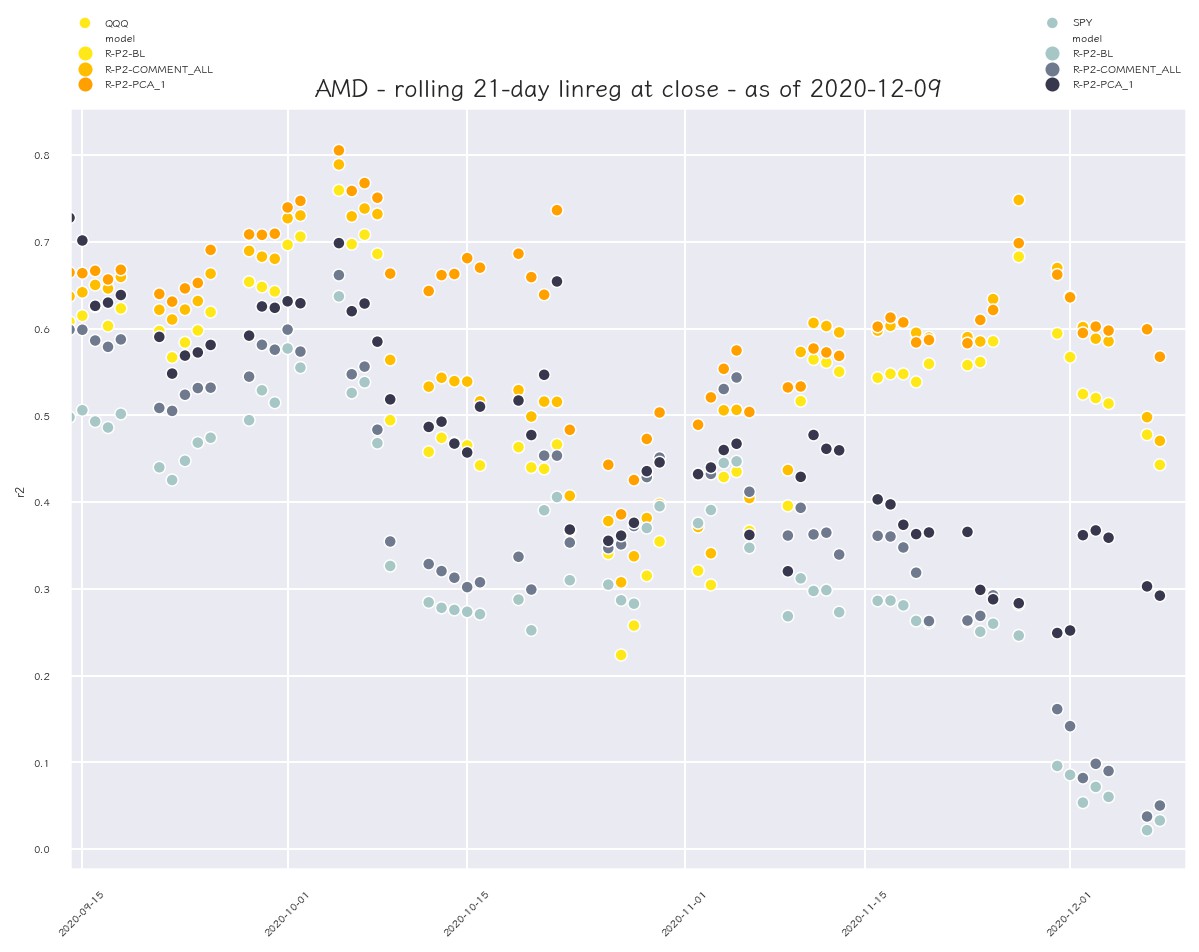 QQQ
model
R-P2-BL
R-P2-COMMENT_ALL
R-P2-PCA_1
SPY
model
R-P2-BL
R-P2-COMMENT_ALL
R-P2-PCA_1
AMD - rolling 21-day linreg at close - as of 2020-12-09
0.8
0.7
0.6
0.5
0.4
0.3
0.2
0.1
0.0
r2
2020-09-15
2020-10-01
2020-10-15
2020-11-01
2020-11-15
2020-12-01